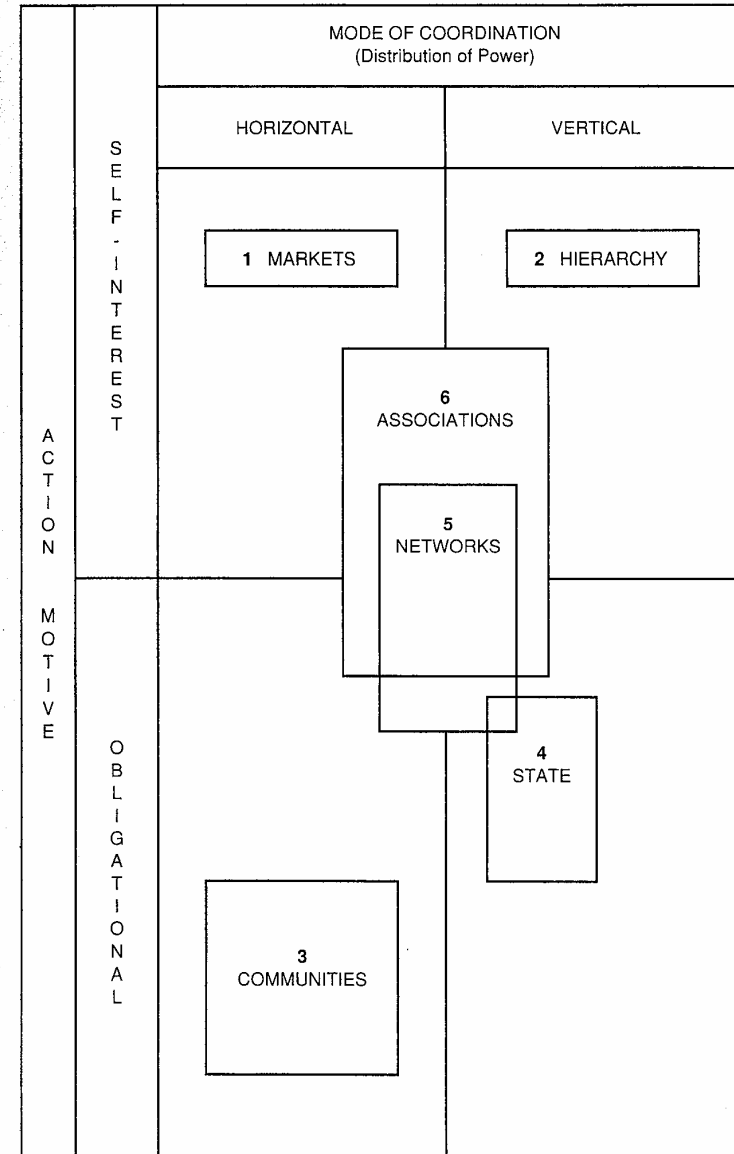 MODE OF COORDINATION
(Distribution of Power)
HORIZONTAL
VERTICAL
ACTION MOTIVE
SELF-INTEREST
1 MARKETS
2 HIERARCHY
6
ASSOCIATIONS
5
NETWORKS
OBLIGATIONAL
4
STATE
3
COMMUNITIES